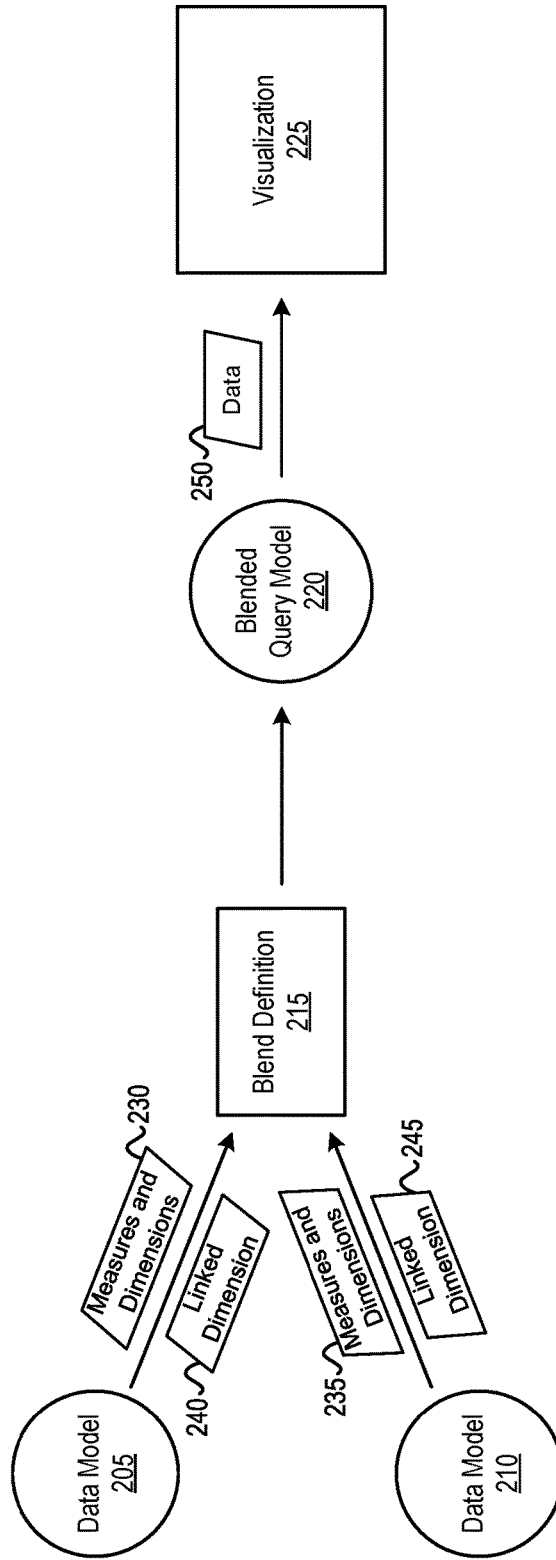 Data Model
205
Measures and
Dimensions
230
Linked
Dimension
240
Data Model
210
Measures and
Dimensions
235
Linked
Dimension
245
Blend Definition
215
Blended
Query Model
220
Data
250
Visualization
225